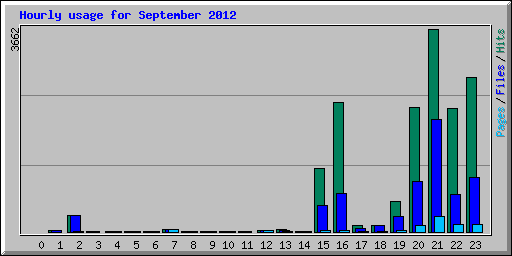 Hourly usage for September 2012
3662
Pages/Files/Hits
0 1 2 3 4 5 6 7 8 9 10 11 12 13 14 15 16 17 18 19 20 21 22 23